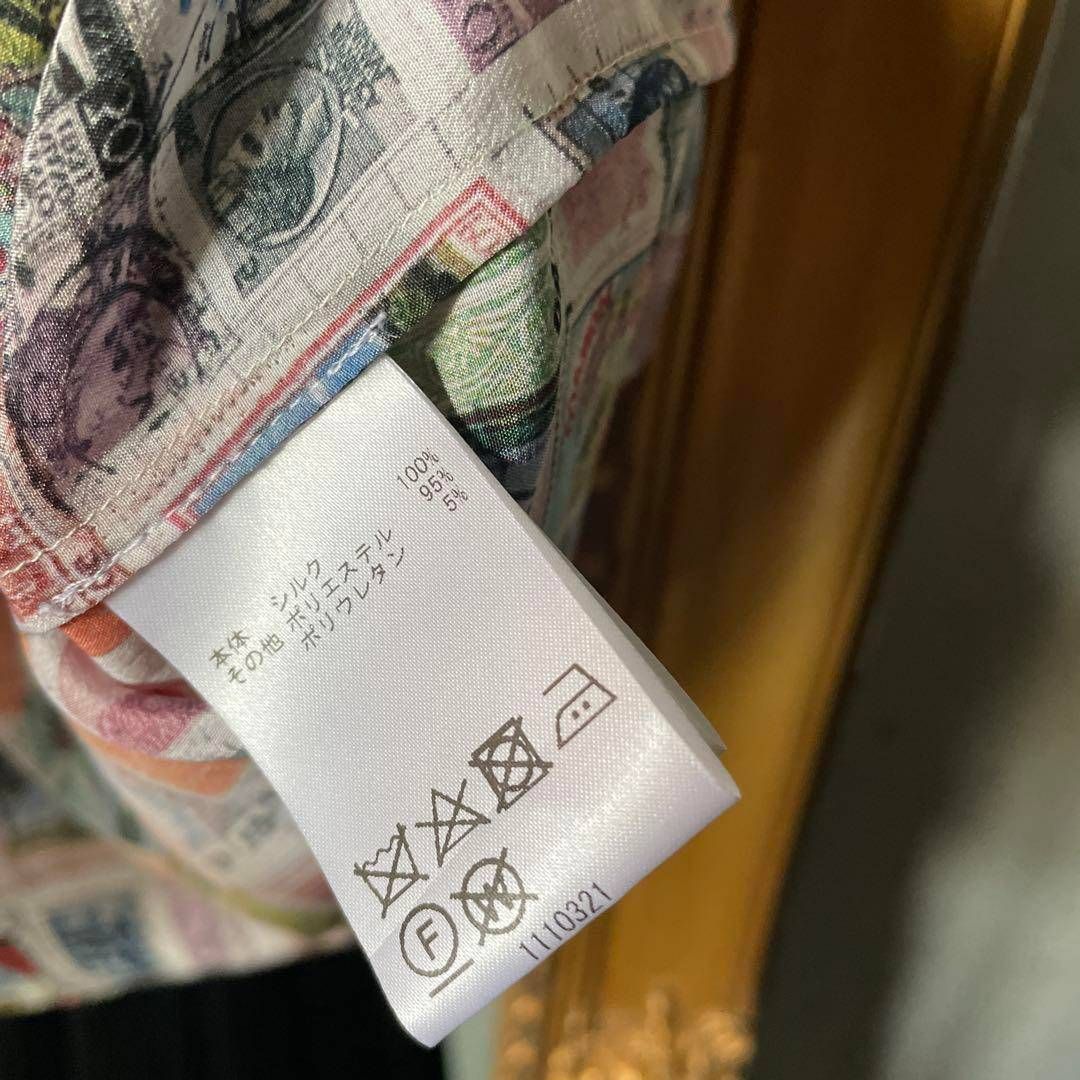 本体 シルク 100%
その他 ポリエステル 95%
ポリウレタン 5%
F
W
1110321